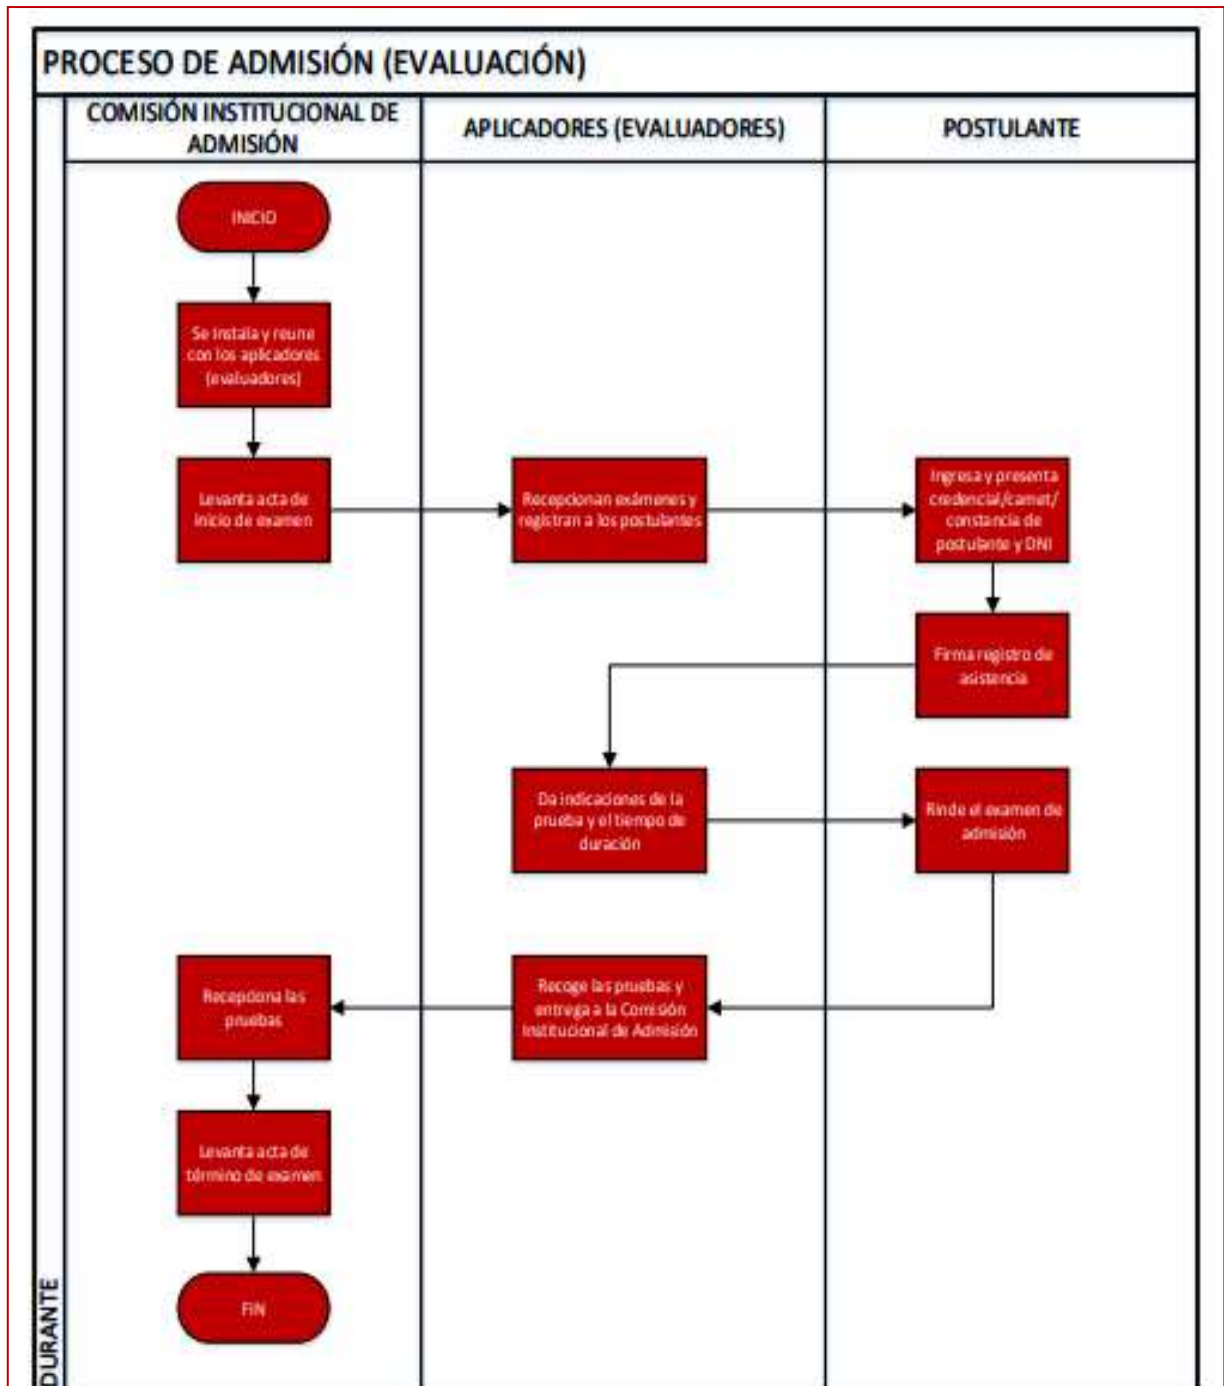 PROCESO DE ADMISIÓN (EVALUACIÓN)
COMISIÓN INSTITUCIONAL DE
ADMISIÓN
APLICADORES (EVALUADORES)
POSTULANTE
INICIO
Se instala y reune
con los aplicadores
(evaluadores)
Levanta acta de
inicio de examen
Recepcionan exámenes y
registran a los postulantes
Ingresa y presenta
credencial/carnet/
constancia de
postulante y DNI
Firma registro de
asistencia
Da indicaciones de la
prueba y el tiempo de
duración
Rinde el examen de
admisión
Recoge las pruebas y
entrega a la Comisión
Institucional de Admisión
Recepciona las
pruebas
Levanta acta de
término de examen
FIN
DURANTE